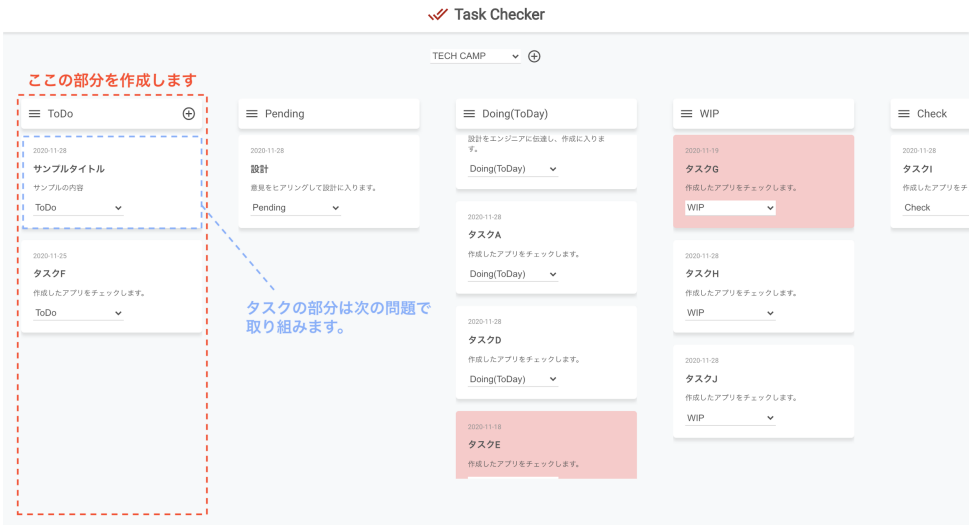 Task Checker
TECH CAMP
ここの部分を作成します
ToDo
2020-11-28
サンプルタイトル
サンプルの内容
ToDo
2020-11-25
タスクF
作成したアプリをチェックします。
ToDo
Pending
2020-11-28
設計
意見をヒアリングして設計に入ります。
Pending
タスクの部分は次の問題で
取り組みます。
Doing(ToDay)
設計をエンジニアに伝達し、作成に入りま
す。
Doing(ToDay)
2020-11-28
タスクA
作成したアプリをチェックします。
Doing(ToDay)
2020-11-28
タスクD
作成したアプリをチェックします。
Doing(ToDay)
2020-11-18
タスクE
作成したアプリをチェックします。
WIP
2020-11-19
タスクG
作成したアプリをチェックします。
WIP
2020-11-28
タスクH
作成したアプリをチェックします。
WIP
2020-11-28
タスクJ
作成したアプリをチェックします。
WIP
Check
2020-11-28
タスクI
作成したアプリをチ
Check